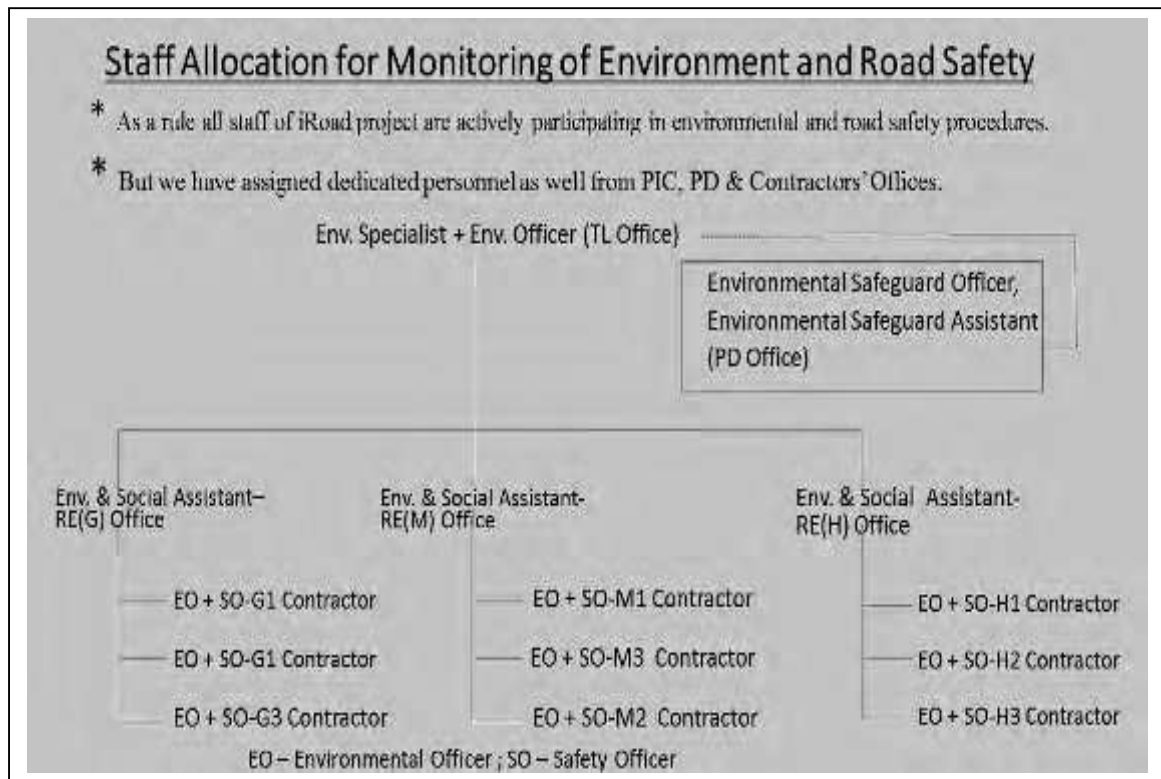 Staff Allocation for Monitoring of Environment and Road Safety
* As a rule all staff of iRoad project are actively participating in environmental and road safety procedures.
* But we have assigned dedicated personnel as well from PIC, PD & Contractors' Offices.
Env. Specialist + Env. Officer (TL Office)
Environmental Safeguard Officer,
Environmental Safeguard Assistant
(PD Office)
Env. & Social Assistant–
RE(G) Office
EO + SO-G1 Contractor
EO + SO-G1 Contractor
EO + SO-G3 Contractor
Env. & Social Assistant-
RE(M) Office
EO + SO-M1 Contractor
EO + SO-M3 Contractor
EO + SO-M2 Contractor
Env. & Social Assistant-
RE(H) Office
EO + SO-H1 Contractor
EO + SO-H2 Contractor
EO + SO-H3 Contractor
EO – Environmental Officer ; SO – Safety Officer